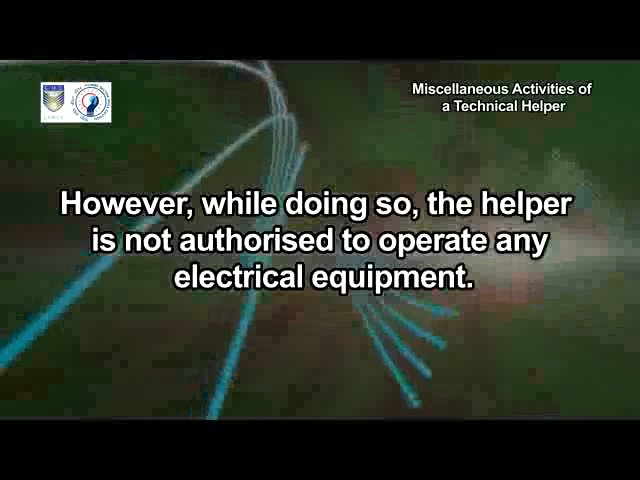 Miscellaneous Activities of
a Technical Helper
However, while doing so, the helper
is not authorised to operate any
electrical equipment.